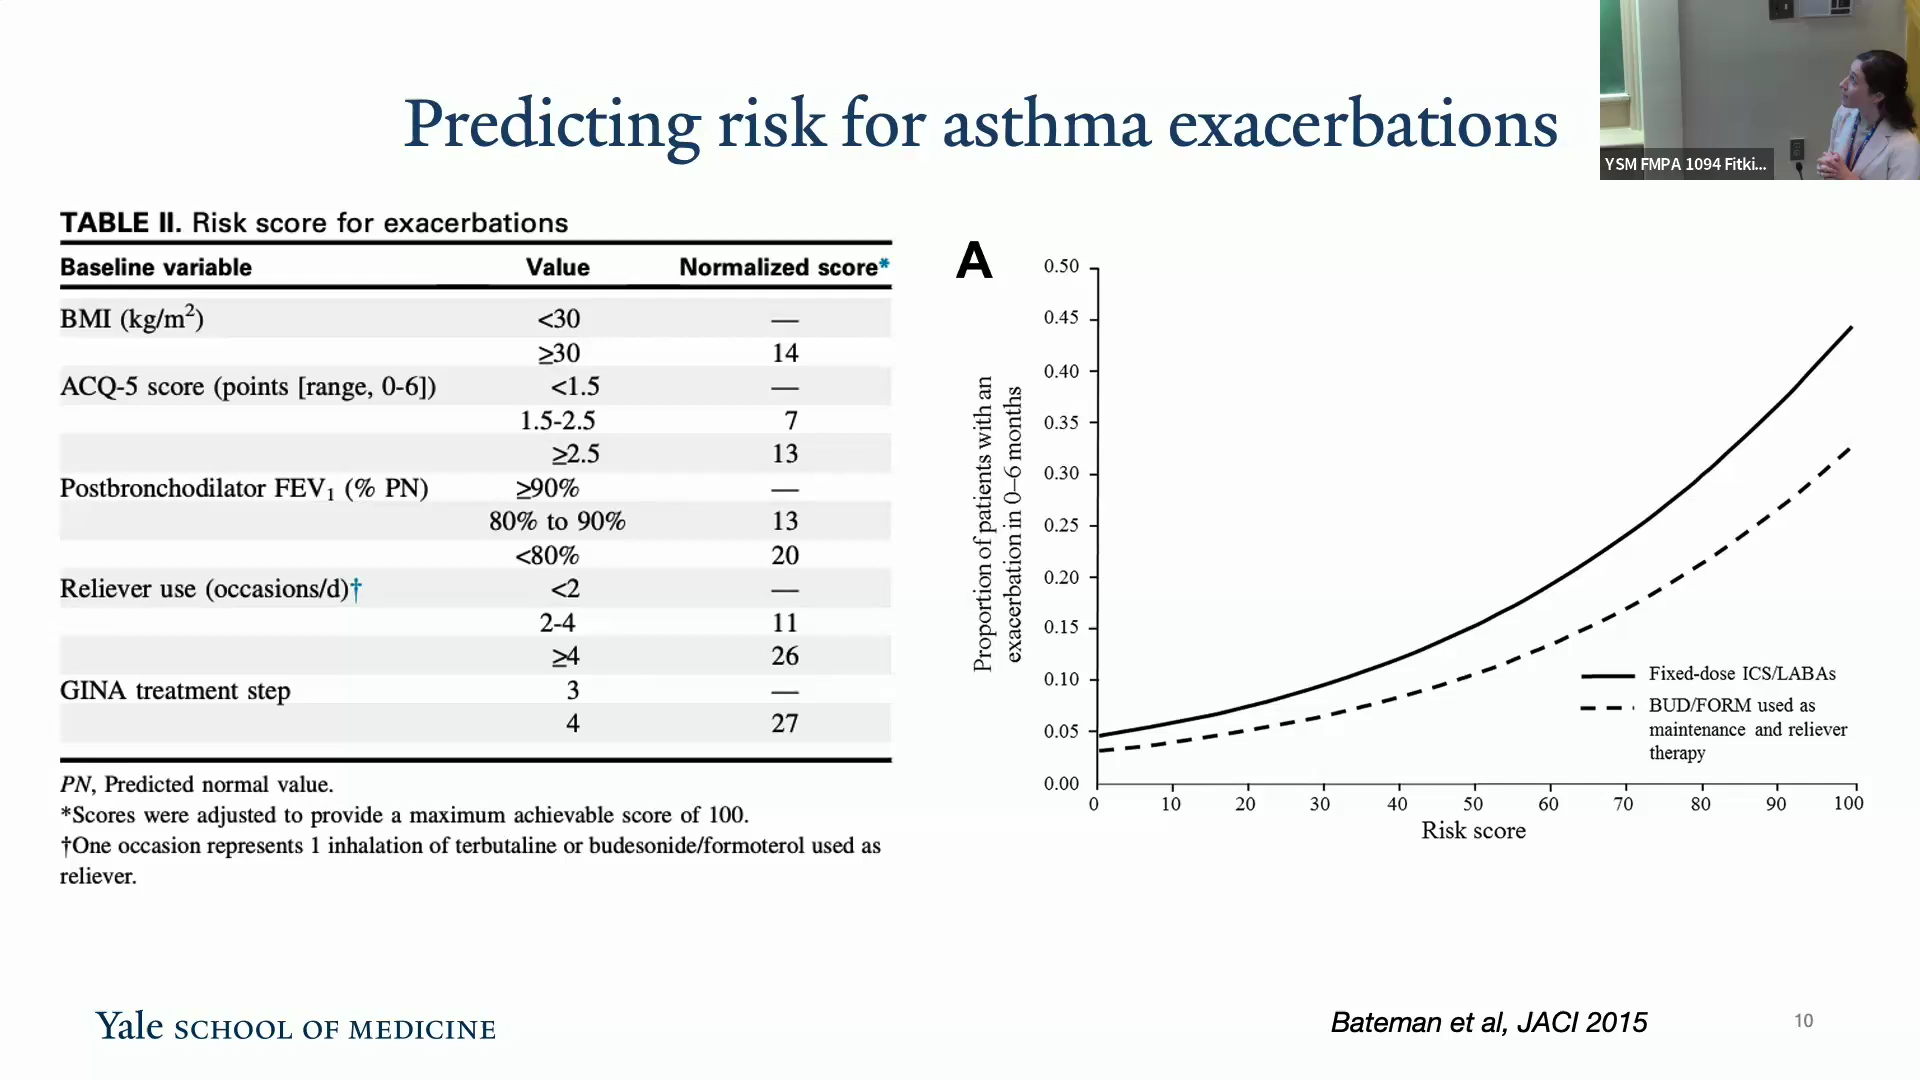 Predicting risk for asthma exacerbations
YSM FMPA 1094 Fitki...
TABLE II. Risk score for exacerbations
Baseline variable Value Normalized score*
BMI (kg/m²) <30 —
≥30 14
ACQ-5 score (points [range, 0-6]) <1.5 —
1.5-2.5 7
≥2.5 13
Postbronchodilator FEV₁ (% PN) ≥90% —
80% to 90% 13
<80% 20
Reliever use (occasions/d)† <2 —
2-4 11
≥4 26
GINA treatment step 3 —
4 27
PN, Predicted normal value.
*Scores were adjusted to provide a maximum achievable score of 100.
†One occasion represents 1 inhalation of terbutaline or budesonide/formoterol used as
reliever.
A
Proportion of patients with an
exacerbation in 0–6 months
0.50
0.45
0.40
0.35
0.30
0.25
0.20
0.15
0.10
0.05
0.00
0 10 20 30 40 50 60 70 80 90 100
Risk score
Fixed-dose ICS/LABAs
BUD/FORM used as
maintenance and reliever
therapy
Yale SCHOOL OF MEDICINE
Bateman et al, JACI 2015
10